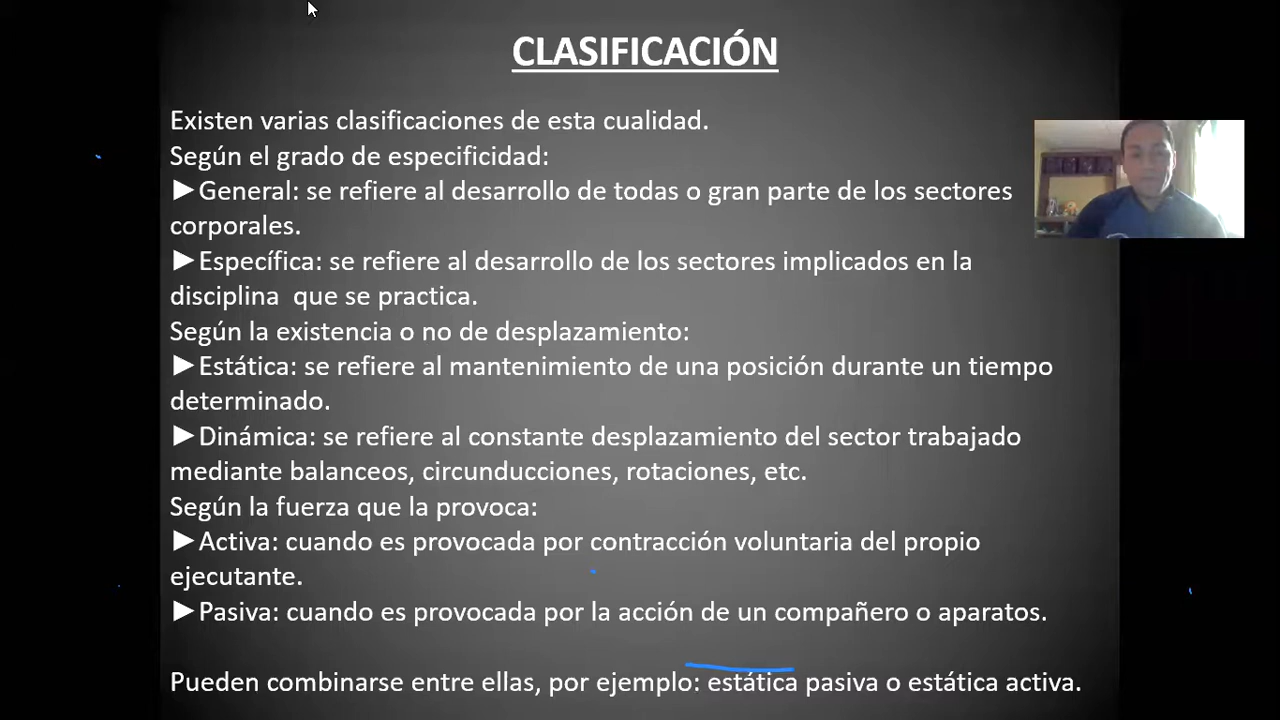 CLASIFICACIÓN
Existen varias clasificaciones de esta cualidad.
Según el grado de especificidad:
►General: se refiere al desarrollo de todas o gran parte de los sectores
corporales.
►Específica: se refiere al desarrollo de los sectores implicados en la
disciplina  que se practica.
Según la existencia o no de desplazamiento:
►Estática: se refiere al mantenimiento de una posición durante un tiempo
determinado.
►Dinámica: se refiere al constante desplazamiento del sector trabajado
mediante balanceos, circunducciones, rotaciones, etc.
Según la fuerza que la provoca:
►Activa: cuando es provocada por contracción voluntaria del propio
ejecutante.
►Pasiva: cuando es provocada por la acción de un compañero o aparatos.
Pueden combinarse entre ellas, por ejemplo: estática pasiva o estática activa.